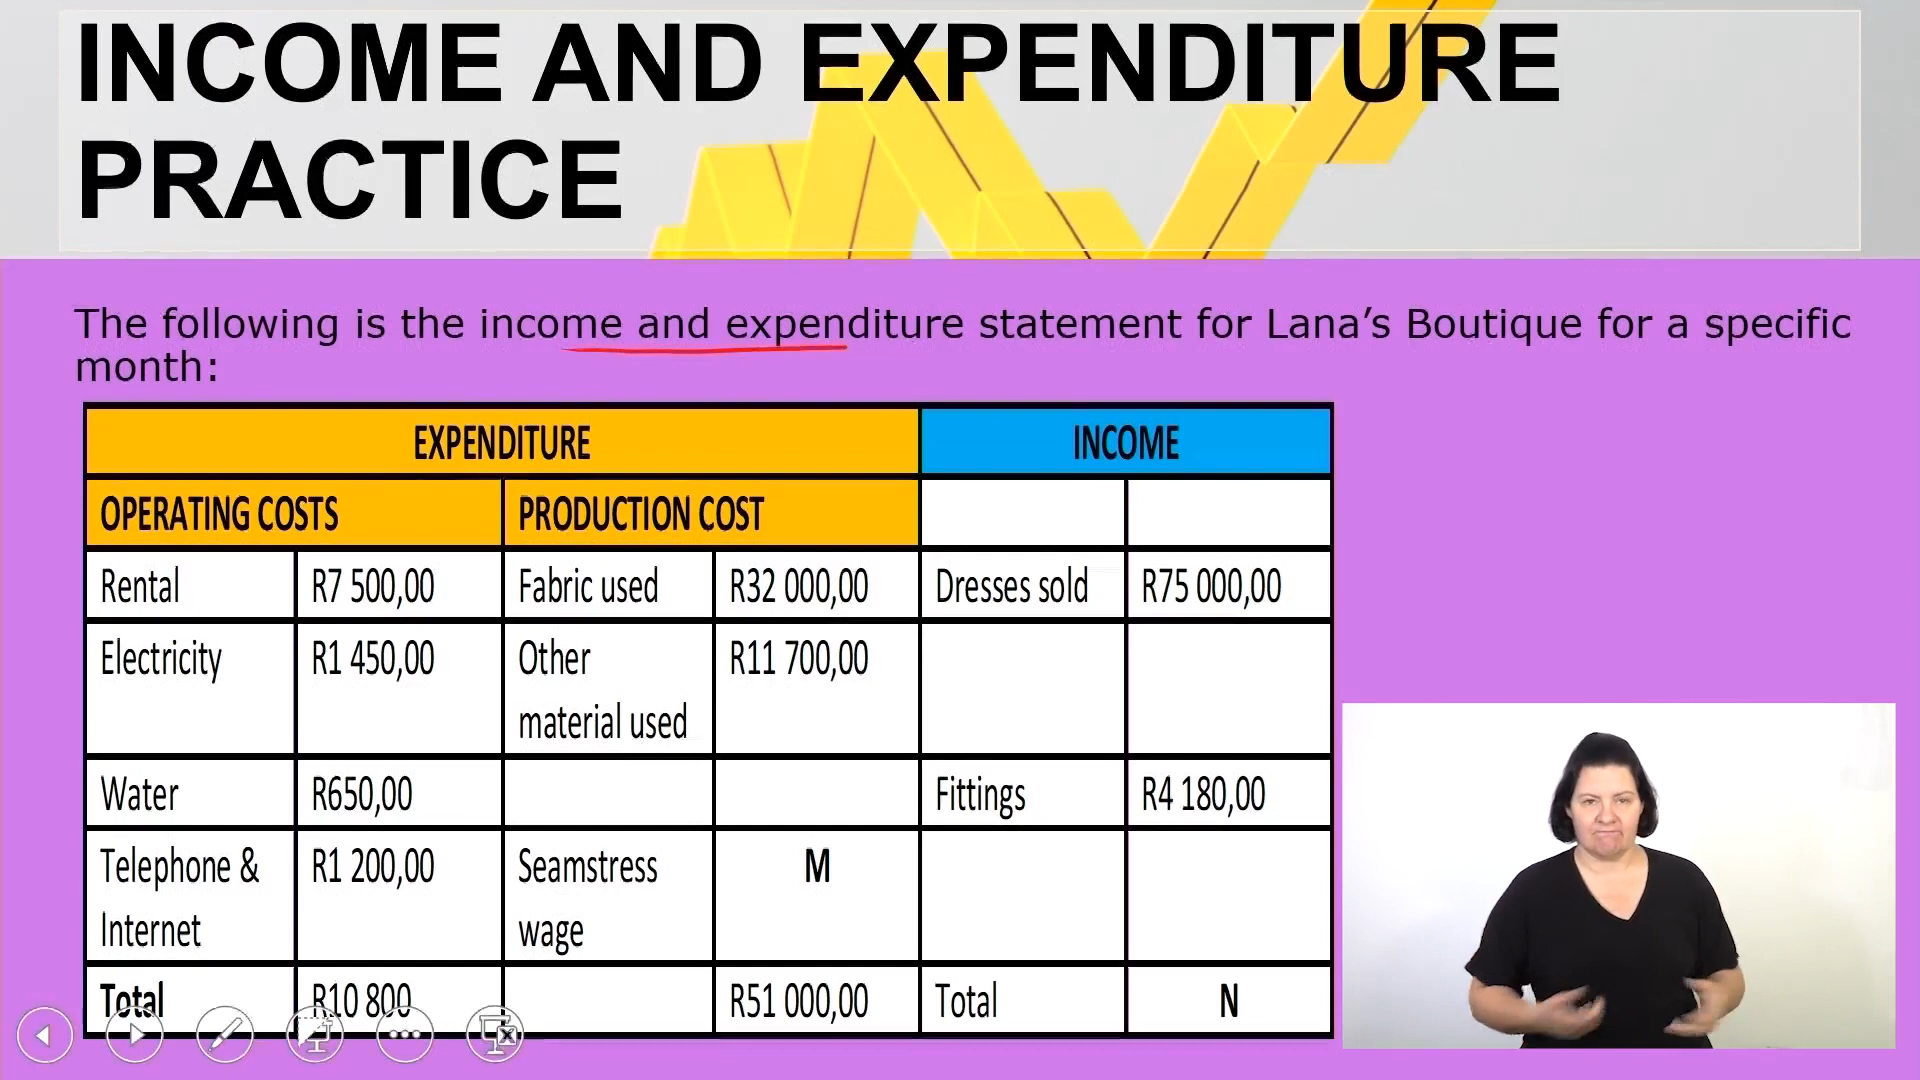 INCOME AND EXPENDITURE
PRACTICE
The following is the income and expenditure statement for Lana’s Boutique for a specific
month:
EXPENDITURE INCOME
OPERATING COSTS PRODUCTION COST
Rental R7 500,00 Fabric used R32 000,00 Dresses sold R75 000,00
Electricity R1 450,00 Other R11 700,00
material used
Water R650,00 Fittings R4 180,00
Telephone & R1 200,00 Seamstress M
Internet wage
Total R10 800 R51 000,00 Total N